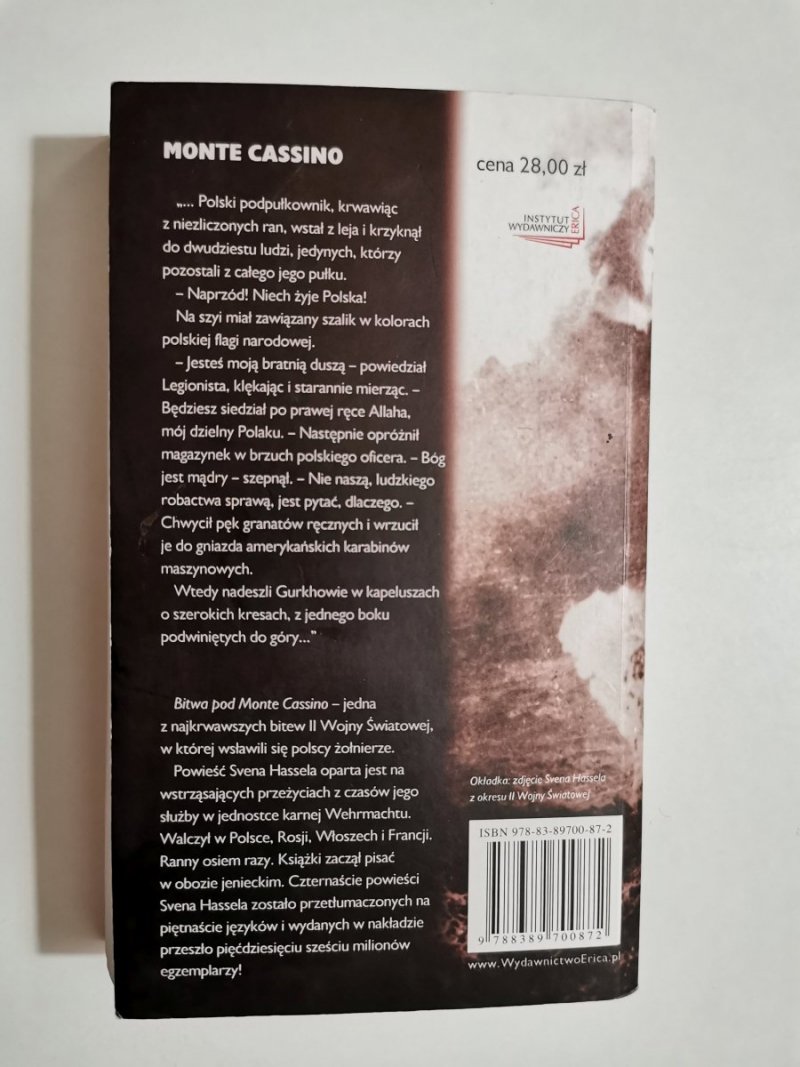 MONTE CASSINO
„... Polski podpułkownik, krwawiąc
z niezliczonych ran, wstał z leja i krzyknął
do dwudziestu ludzi, jedynych, którzy
pozostali z całego jego pułku.
– Naprzód! Niech żyje Polska!
Na szyi miał zawiązany szalik w kolorach
polskiej flagi narodowej.
– Jesteś moją bratnią duszą – powiedział
Legionista, klękając i starannie mierząc. –
Będziesz siedział po prawej ręce Allaha,
mój dzielny Polaku. – Następnie opróżnił
magazynek w brzuch polskiego oficera. – Bóg
jest mądry – szepnął. – Nie naszą, ludzkiego
robactwa sprawą, jest pytać, dlaczego. –
Chwycił pęk granatów ręcznych i wrzucił
je do gniazda amerykańskich karabinów
maszynowych.
Wtedy nadeszli Gurkhowie w kapeluszach
o szerokich kresach, z jednego boku
podwiniętych do góry...”
Bitwa pod Monte Cassino – jedna
z najkrwawszych bitew II Wojny Światowej,
w której wsławili się polscy żołnierze.
Powieść Svena Hassela oparta jest na
wstrząsających przeżyciach z czasów jego
służby w jednostce karnej Wehrmachtu.
Walczył w Polsce, Rosji, Włoszech i Francji.
Ranny osiem razy. Książki zaczął pisać
w obozie jenieckim. Czternaście powieści
Svena Hassela zostało przetłumaczonych na
piętnaście języków i wydanych w nakładzie
przeszło pięćdziesięciu sześciu milionów
egzemplarzy!
cena 28,00 zł
INSTYTUT
WYDAWNICZY
ERICA
Okładka: zdjęcie Svena Hassela
z okresu II Wojny Światowej
ISBN 978-83-89700-87-2
9 788389 700872
www.WydawnictwoErica.pl